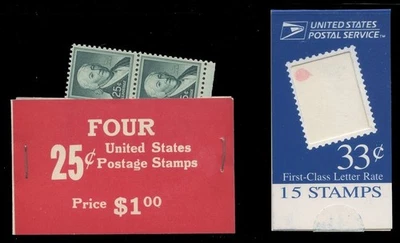 25¢
FOUR
25¢ United States
Postage Stamps
Price $1.00
UNITED STATES
POSTAL SERVICE™
33¢
First-Class Letter Rate
15 STAMPS